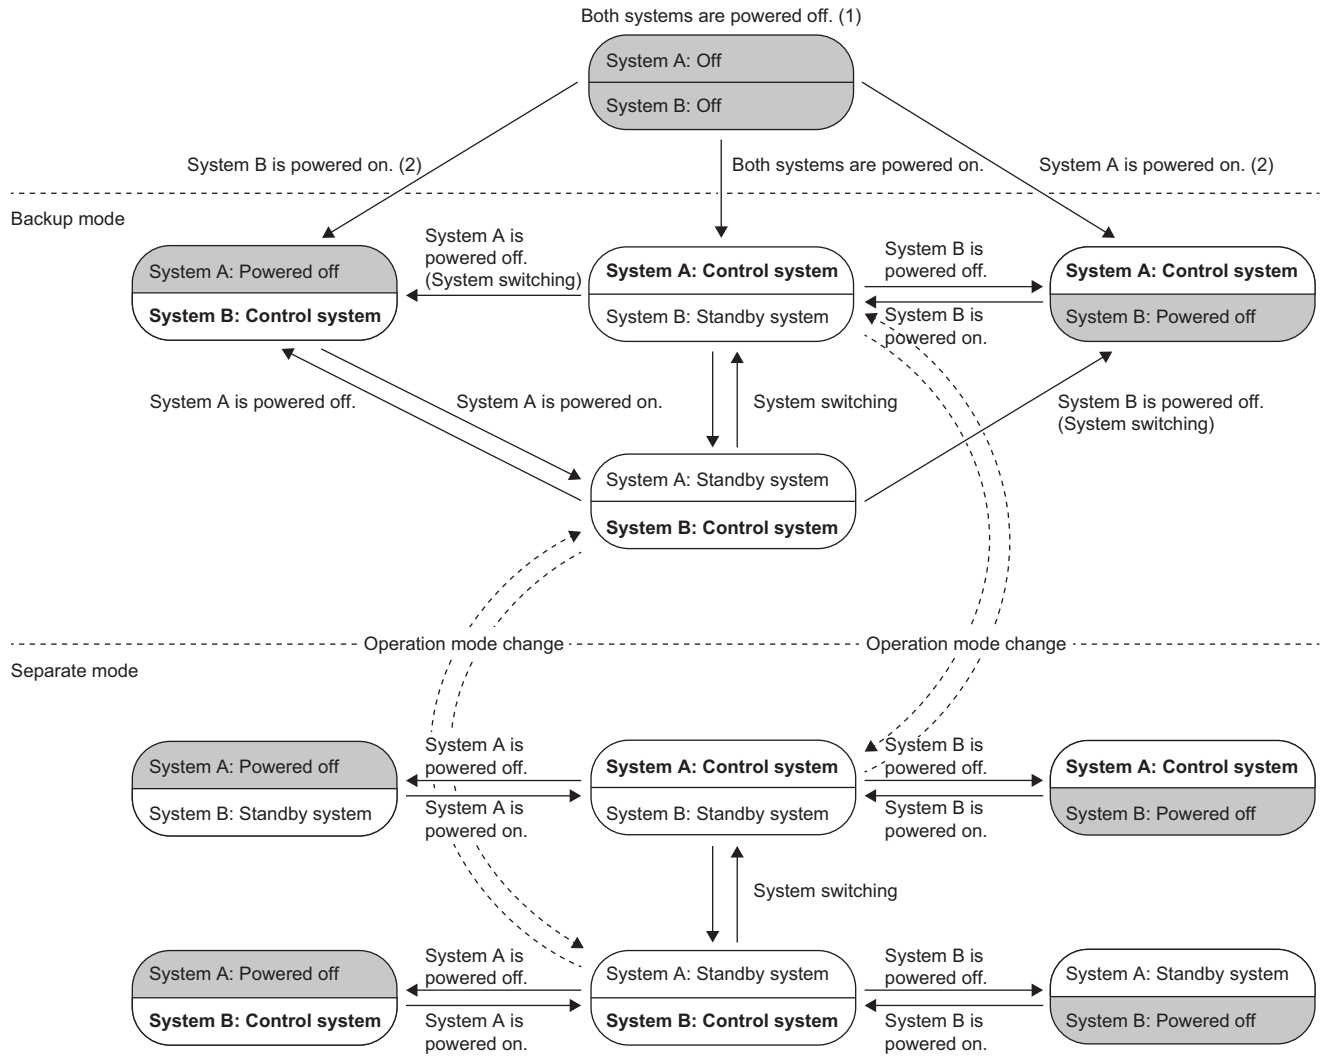 Both systems are powered off. (1)
System A: Off
System B: Off
System B is powered on. (2)
Both systems are powered on.
System A is powered on. (2)
Backup mode
System A: Powered off
System B: Control system
System A is
powered off.
(System switching)
System A: Control system
System B: Standby system
System B is
powered off.
System B is
powered on.
System A: Control system
System B: Powered off
System A is powered off.
System A is powered on.
System switching
System B is powered off.
(System switching)
System A: Standby system
System B: Control system
Operation mode change
Operation mode change
Separate mode
System A: Powered off
System B: Standby system
System A is
powered off.
System A is
powered on.
System A: Control system
System B: Standby system
System B is
powered off.
System B is
powered on.
System A: Control system
System B: Powered off
System switching
System A: Powered off
System B: Control system
System A is
powered off.
System A is
powered on.
System A: Standby system
System B: Control system
System B is
powered off.
System B is
powered on.
System A: Standby system
System B: Powered off